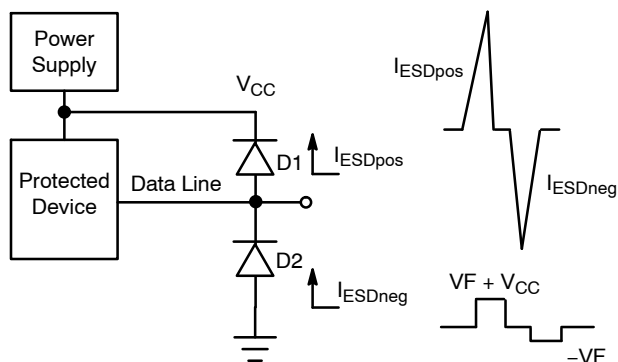 Power
Supply
V_CC
I_ESDpos
Protected
Device
Data Line
D1
I_ESDpos
D2
I_ESDneg
I_ESDneg
VF + V_CC
−VF